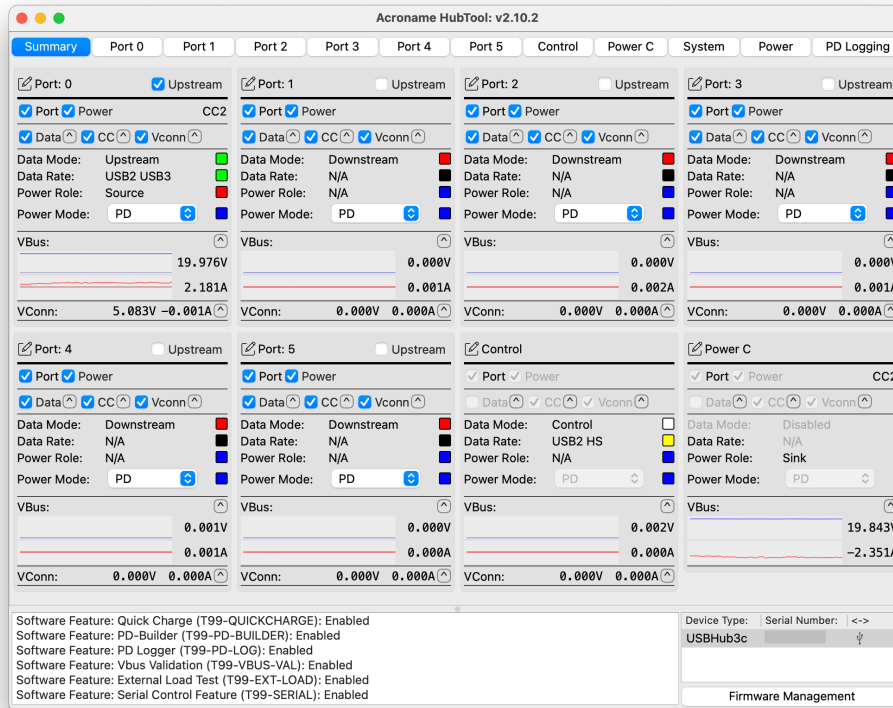 Acroname HubTool: v2.10.2
Summary Port 0 Port 1 Port 2 Port 3 Port 4 Port 5 Control Power C System Power PD Logging
Port: 0 Upstream Port: 1 Upstream Port: 2 Upstream Port: 3 Upstream
Port Power CC2 Port Power Port Power Port Power
Data CC Vconn Data CC Vconn Data CC Vconn Data CC Vconn
Data Mode: Upstream Data Mode: Downstream Data Mode: Downstream Data Mode: Downstream
Data Rate: USB2 USB3 Data Rate: N/A Data Rate: N/A Data Rate: N/A
Power Role: Source Power Role: N/A Power Role: N/A Power Role: N/A
Power Mode: PD Power Mode: PD Power Mode: PD Power Mode: PD
VBus: VBus: VBus: VBus:
19.976V 0.000V 0.000V 0.000V
2.181A 0.001A 0.002A 0.001A
VConn: 5.083V -0.001A VConn: 0.000V 0.000A VConn: 0.000V 0.000A VConn: 0.000V 0.000A
Port: 4 Upstream Port: 5 Upstream Control Power C
Port Power Port Power Port Power Port Power CC2
Data CC Vconn Data CC Vconn Data CC Vconn Data CC Vconn
Data Mode: Downstream Data Mode: Downstream Data Mode: Control Data Mode: Disabled
Data Rate: N/A Data Rate: N/A Data Rate: USB2 HS Data Rate: N/A
Power Role: N/A Power Role: N/A Power Role: N/A Power Role: Sink
Power Mode: PD Power Mode: PD Power Mode: PD Power Mode: PD
VBus: VBus: VBus: VBus:
0.001V 0.000V 0.002V 19.843V
0.001A 0.000A 0.000A -2.351A
VConn: 0.000V 0.000A VConn: 0.000V 0.000A VConn: 0.000V 0.000A
Software Feature: Quick Charge (T99-QUICKCHARGE): Enabled
Software Feature: PD-Builder (T99-PD-BUILDER): Enabled
Software Feature: PD Logger (T99-PD-LOG): Enabled
Software Feature: Vbus Validation (T99-VBUS-VAL): Enabled
Software Feature: External Load Test (T99-EXT-LOAD): Enabled
Software Feature: Serial Control Feature (T99-SERIAL): Enabled
Device Type: Serial Number: <->
USBHub3c
Firmware Management